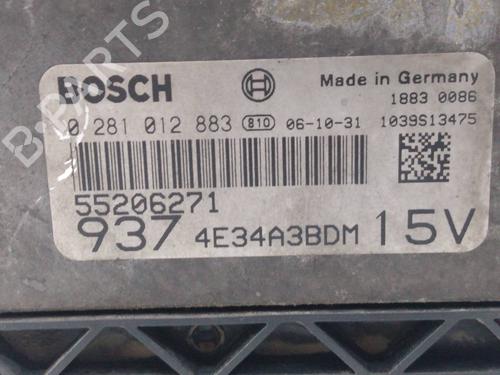 B-PARTS
BOSCH Made in Germany
1883 0086
0 281 012 883 810 06-10-31 1039S13475
55206271
937 4E34A3BDM 15V